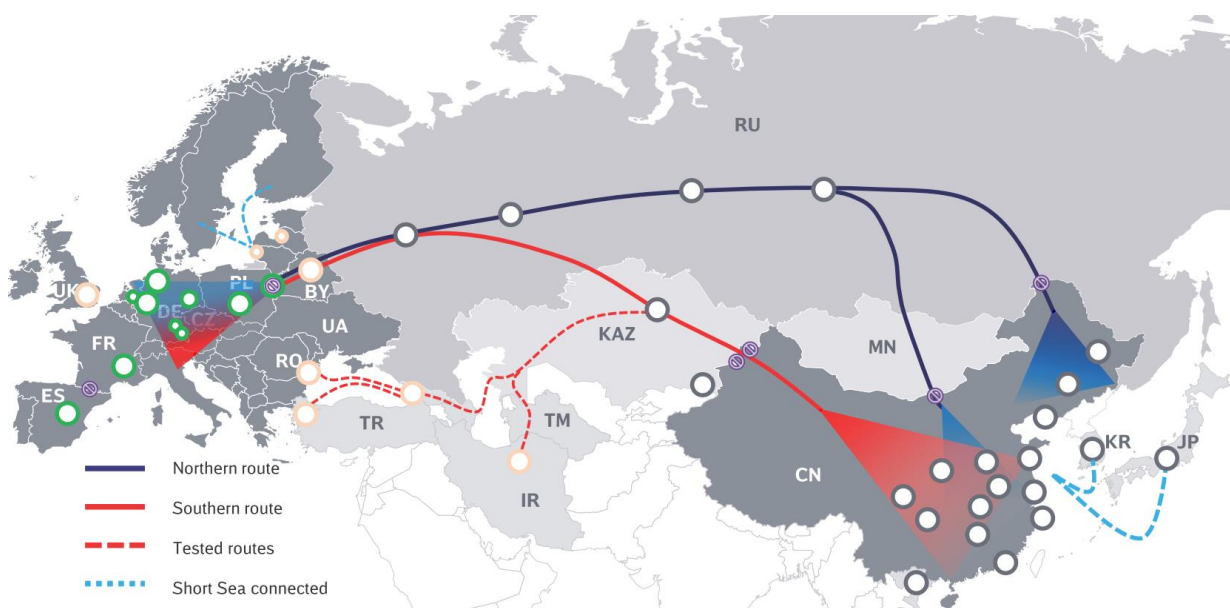 RU
UK
PL
BY
DE
CZ
UA
FR
KAZ
MN
RO
ES
TR
TM
KR
JP
CN
IR
Northern route
Southern route
Tested routes
Short Sea connected